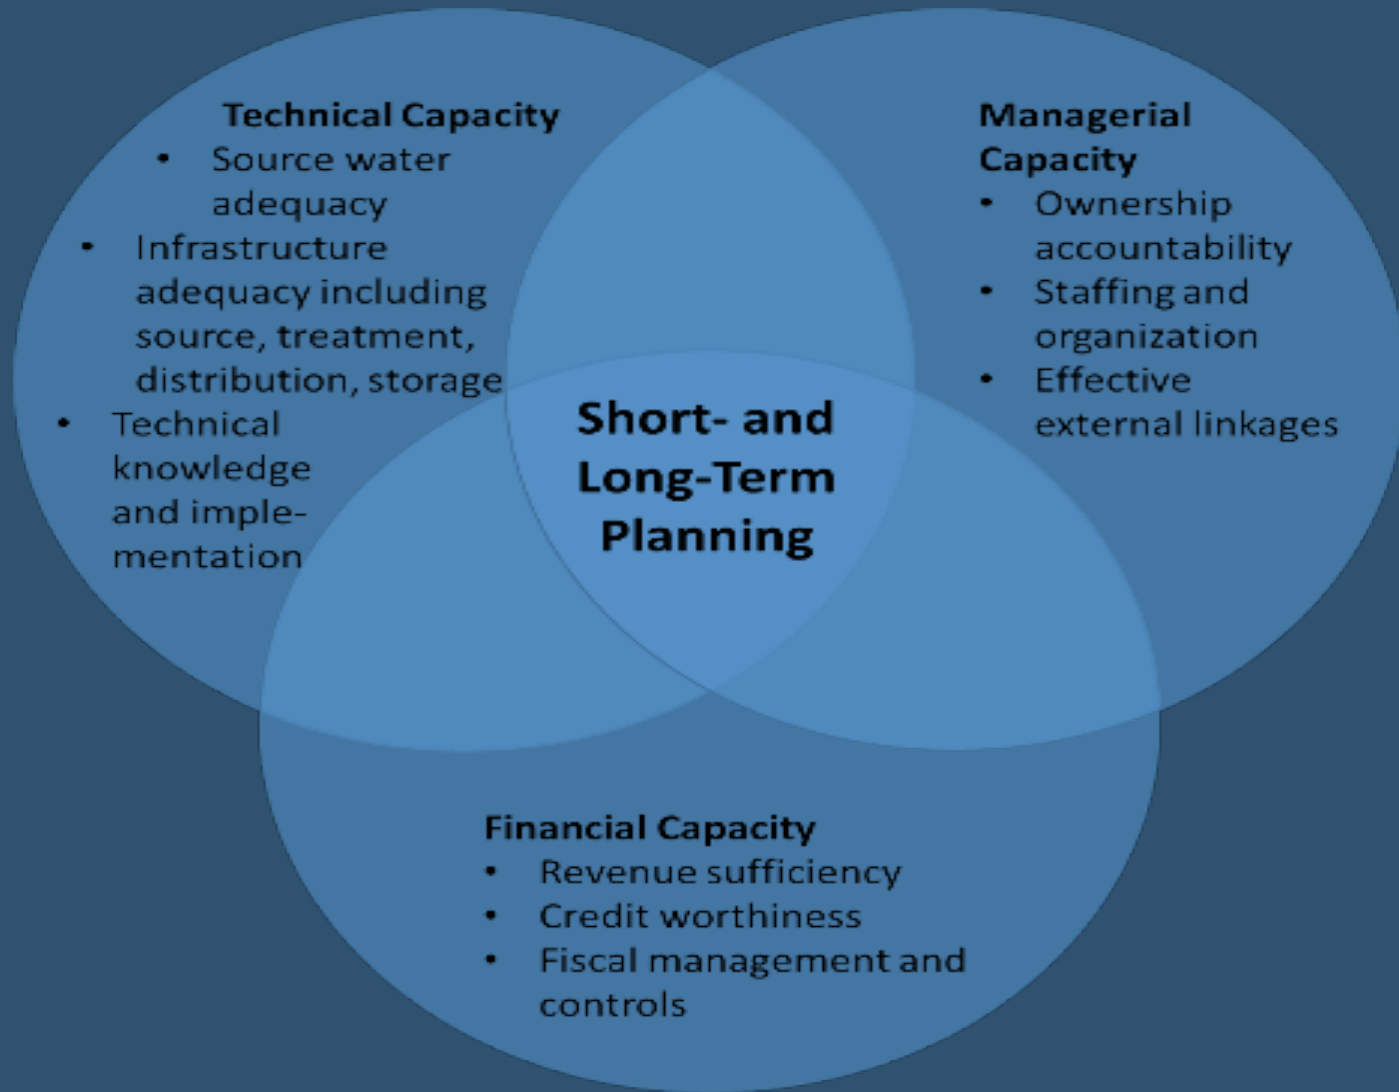 Technical Capacity
• Source water
adequacy
• Infrastructure
adequacy including
source, treatment,
distribution, storage
• Technical
knowledge
and imple-
mentation
Managerial
Capacity
• Ownership
accountability
• Staffing and
organization
• Effective
external linkages
Short- and
Long-Term
Planning
Financial Capacity
• Revenue sufficiency
• Credit worthiness
• Fiscal management and
controls